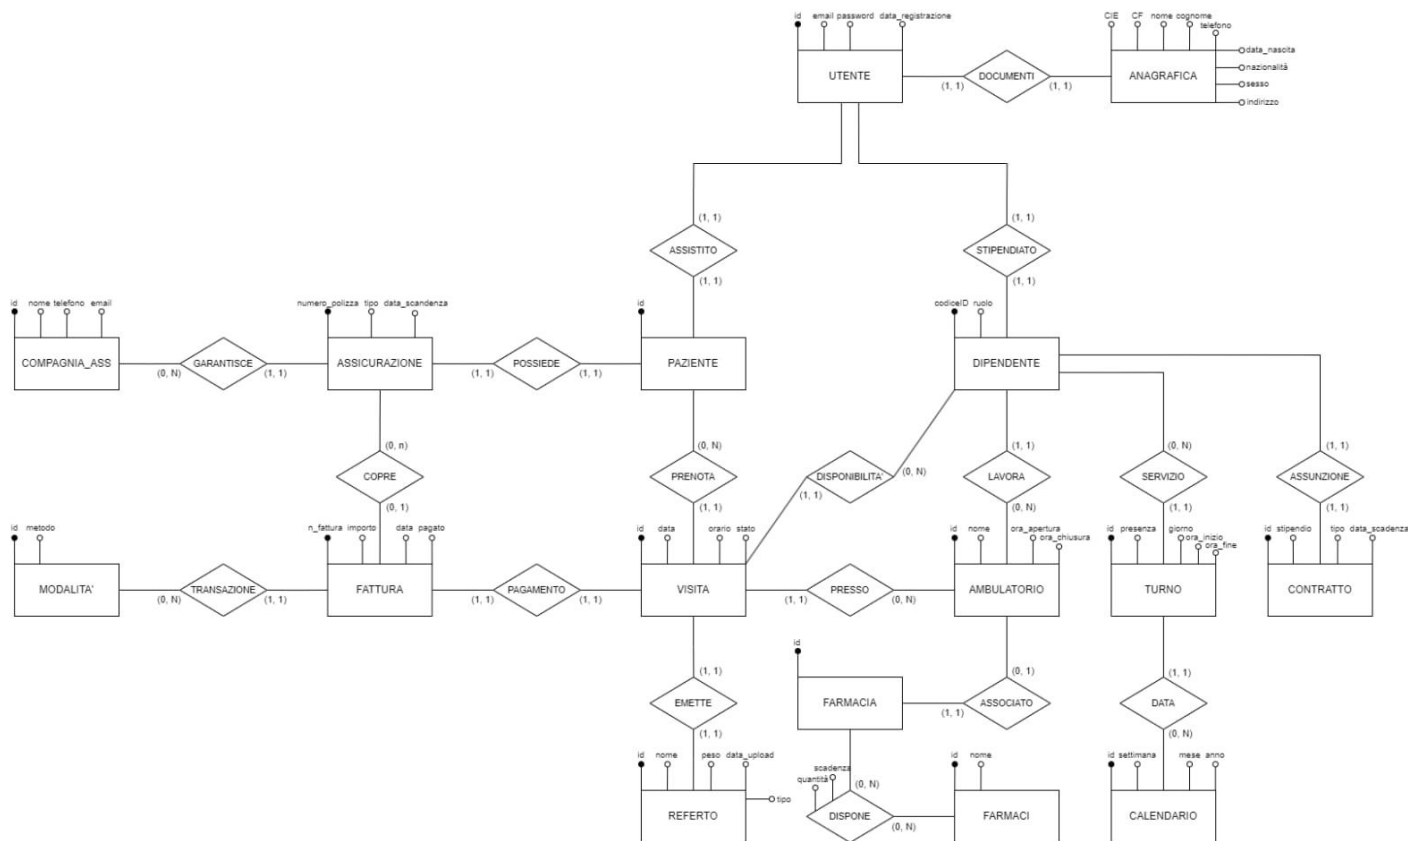 id email password data_registrazione
CIE CF nome cognome telefono
UTENTE (1, 1) DOCUMENTI (1, 1) ANAGRAFICA
data_nascita
nazionalità
sesso
indirizzo
(1, 1) (1, 1)
ASSISTITO STIPENDIATO
(1, 1) (1, 1)
id nome telefono email
numero_polizza tipo data_scandenza
id
codiceID ruolo
COMPAGNIA_ASS (0, N) GARANTISCE (1, 1) ASSICURAZIONE (1, 1) POSSIEDE (1, 1) PAZIENTE DIPENDENTE
(0, n) (0, N) (1, 1) (0, N) (1, 1)
COPRE PRENOTA (1, 1) DISPONIBILITA' (0, N) LAVORA SERVIZIO ASSUNZIONE
(0, 1) (1, 1) (0, N) (1, 1) (1, 1)
id metodo
n_fattura importo data pagato
id data orario stato
id nome ora_apertura ora_chiusura
id presenza giorno ora_inizio ora_fine
id stipendio tipo data_scadenza
MODALITA' (0, N) TRANSAZIONE (1, 1) FATTURA (1, 1) PAGAMENTO (1, 1) VISITA (1, 1) PRESSO (0, N) AMBULATORIO TURNO CONTRATTO
id
(1, 1) (0, 1) (1, 1)
EMETTE FARMACIA (1, 1) ASSOCIATO DATA
(1, 1) (0, N)
id nome peso data_upload
tipo
scadenza
quantità
(0, N)
id nome
id settimana mese anno
REFERTO DISPONE (0, N) FARMACI CALENDARIO